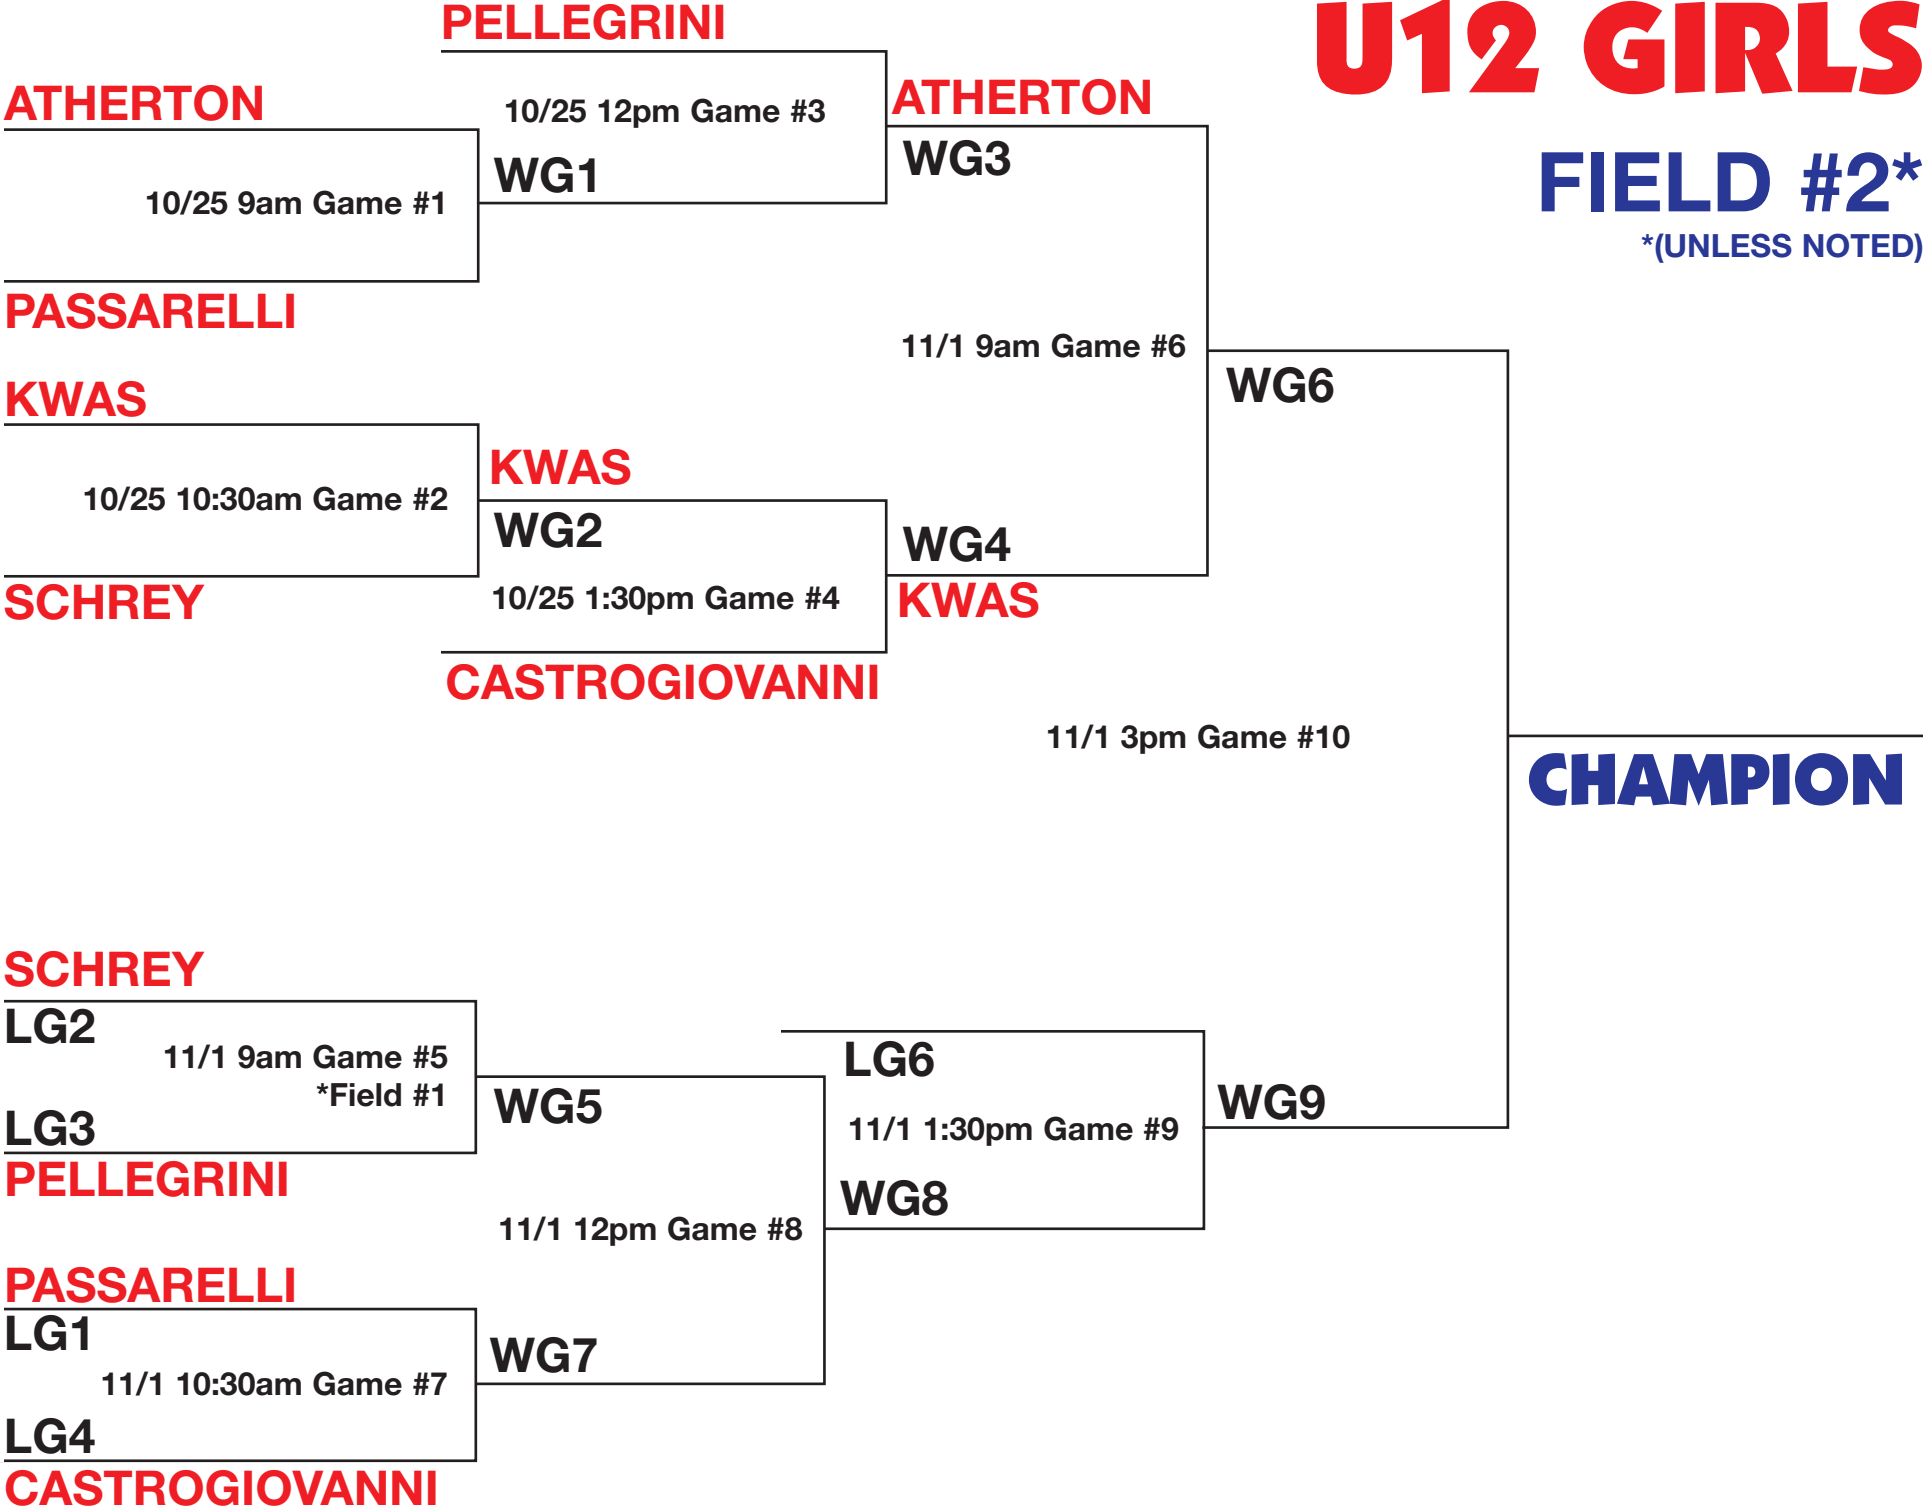 U12 GIRLS
FIELD #2*
*(UNLESS NOTED)
PELLEGRINI
ATHERTON
10/25 12pm Game #3
ATHERTON
WG1
WG3
10/25 9am Game #1
PASSARELLI
11/1 9am Game #6
WG6
KWAS
KWAS
10/25 10:30am Game #2
WG2
WG4
SCHREY
10/25 1:30pm Game #4
KWAS
CASTROGIOVANNI
11/1 3pm Game #10
CHAMPION
SCHREY
LG2
11/1 9am Game #5
*Field #1
LG3
PELLEGRINI
WG5
LG6
11/1 1:30pm Game #9
WG9
WG8
11/1 12pm Game #8
PASSARELLI
LG1
11/1 10:30am Game #7
WG7
LG4
CASTROGIOVANNI